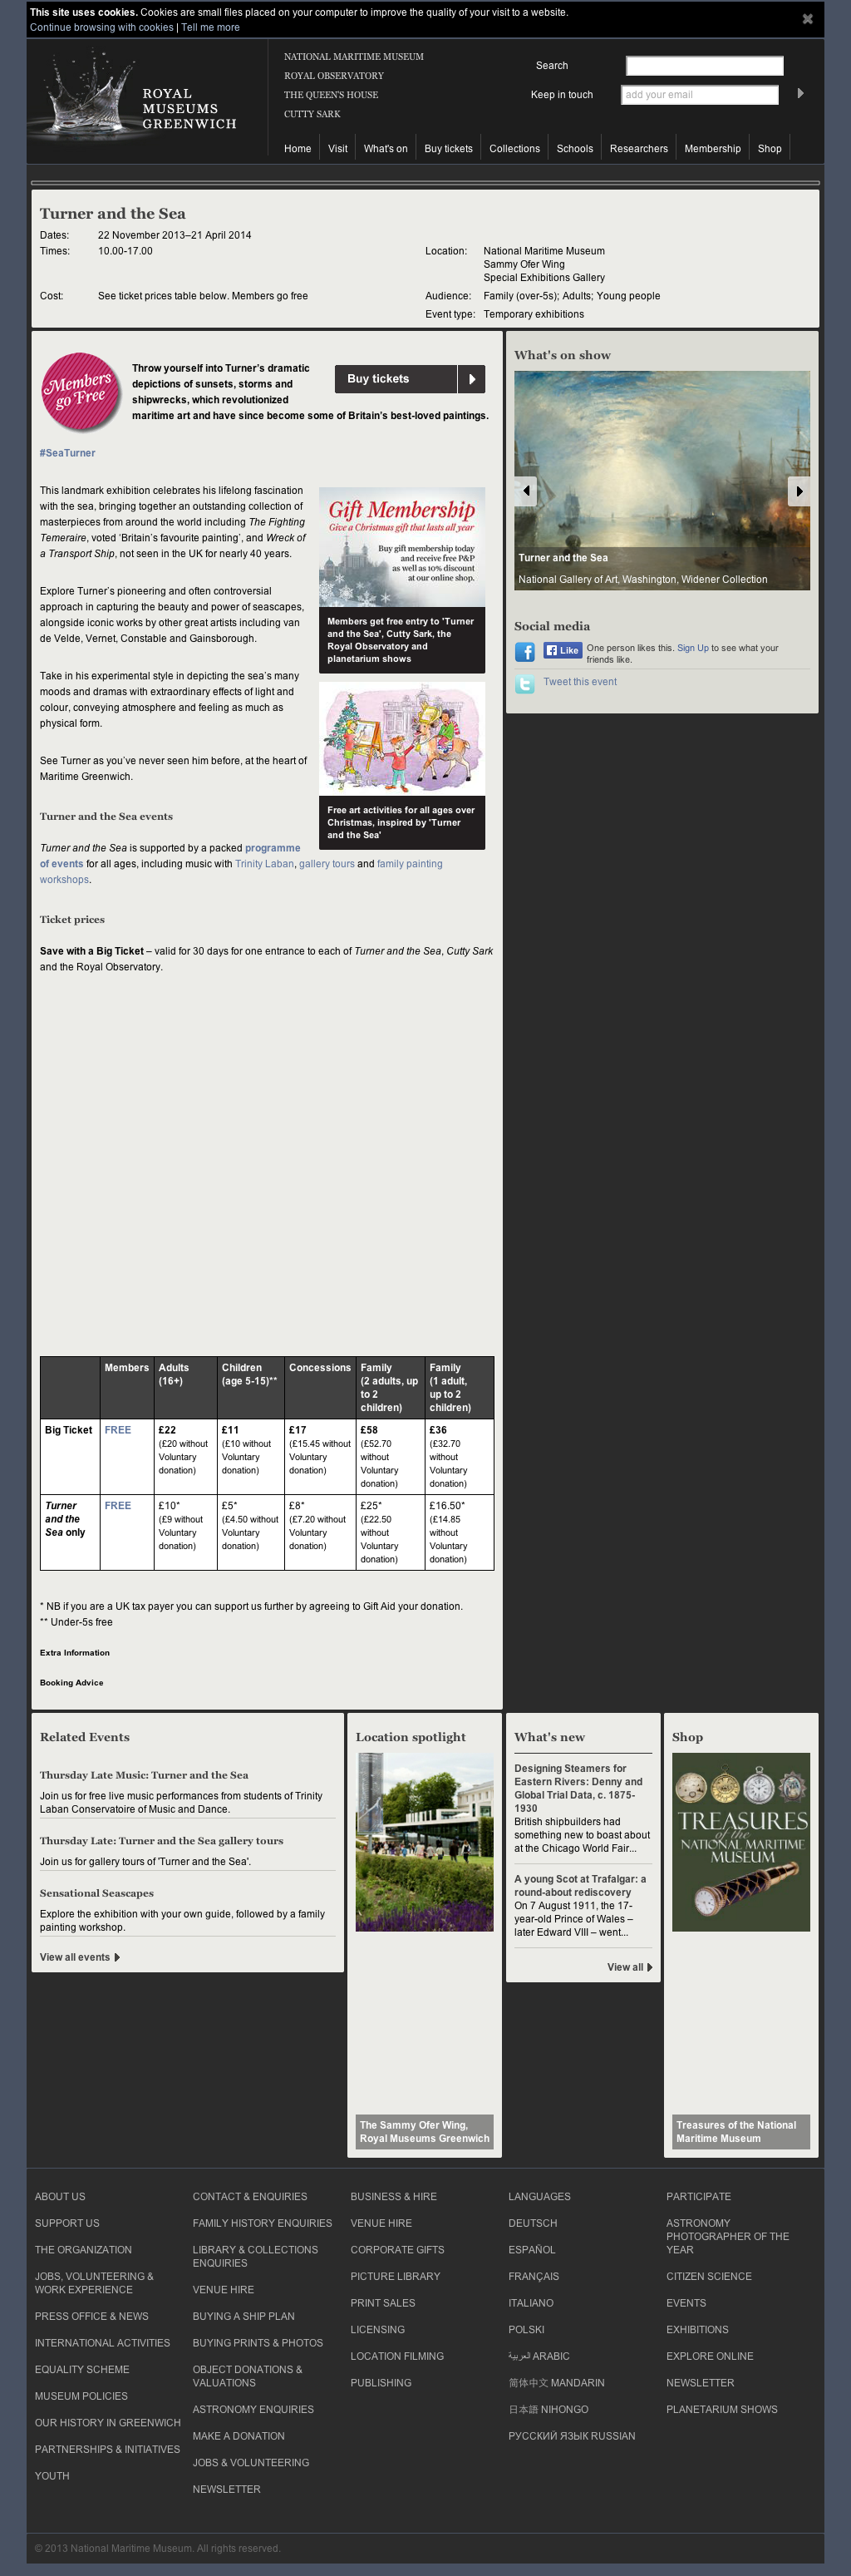 This site uses cookies. Cookies are small files placed on your computer to improve the quality of your visit to a website.
Continue browsing with cookies | Tell me more
ROYAL
MUSEUMS
GREENWICH
NATIONAL MARITIME MUSEUM
ROYAL OBSERVATORY
THE QUEEN'S HOUSE
CUTTY SARK
Search
Keep in touch
add your email
Home
Visit
What's on
Buy tickets
Collections
Schools
Researchers
Membership
Shop
Turner and the Sea
Dates: 22 November 2013–21 April 2014
Times: 10.00-17.00
Location: National Maritime Museum
Sammy Ofer Wing
Special Exhibitions Gallery
Cost: See ticket prices table below. Members go free
Audience: Family (over-5s); Adults; Young people
Event type: Temporary exhibitions
Members
go Free
Throw yourself into Turner's dramatic
depictions of sunsets, storms and
shipwrecks, which revolutionized
maritime art and have since become some of Britain's best-loved paintings.
Buy tickets
#SeaTurner
This landmark exhibition celebrates his lifelong fascination
with the sea, bringing together an outstanding collection of
masterpieces from around the world including The Fighting
Temeraire, voted 'Britain's favourite painting', and Wreck of
a Transport Ship, not seen in the UK for nearly 40 years.
Explore Turner's pioneering and often controversial
approach in capturing the beauty and power of seascapes,
alongside iconic works by other great artists including van
de Velde, Vernet, Constable and Gainsborough.
Take in his experimental style in depicting the sea's many
moods and dramas with extraordinary effects of light and
colour, conveying atmosphere and feeling as much as
physical form.
See Turner as you've never seen him before, at the heart of
Maritime Greenwich.
Gift Membership
Give a Christmas gift that lasts all year
Buy gift membership today
and receive free P&P
as well as 10% discount
at our online shop.
Members get free entry to 'Turner
and the Sea', Cutty Sark, the
Royal Observatory and
planetarium shows
Free art activities for all ages over
Christmas, inspired by 'Turner
and the Sea'
Turner and the Sea events
Turner and the Sea is supported by a packed programme
of events for all ages, including music with Trinity Laban, gallery tours and family painting
workshops.
Ticket prices
Save with a Big Ticket – valid for 30 days for one entrance to each of Turner and the Sea, Cutty Sark
and the Royal Observatory.
What's on show
Turner and the Sea
National Gallery of Art, Washington, Widener Collection
Social media
f
Like
One person likes this. Sign Up to see what your
friends like.
Tweet this event
Members
Adults
(16+)
Children
(age 5-15)**
Concessions
Family
(2 adults, up
to 2
children)
Family
(1 adult,
up to 2
children)
Big Ticket
FREE
£22
(£20 without
Voluntary
donation)
£11
(£10 without
Voluntary
donation)
£17
(£15.45 without
Voluntary
donation)
£58
(£52.70
without
Voluntary
donation)
£36
(£32.70
without
Voluntary
donation)
Turner
and the
Sea only
FREE
£10*
(£9 without
Voluntary
donation)
£5*
(£4.50 without
Voluntary
donation)
£8*
(£7.20 without
Voluntary
donation)
£25*
(£22.50
without
Voluntary
donation)
£16.50*
(£14.85
without
Voluntary
donation)
* NB if you are a UK tax payer you can support us further by agreeing to Gift Aid your donation.
** Under-5s free
Extra Information
Booking Advice
Related Events
Thursday Late Music: Turner and the Sea
Join us for free live music performances from students of Trinity
Laban Conservatoire of Music and Dance.
Thursday Late: Turner and the Sea gallery tours
Join us for gallery tours of 'Turner and the Sea'.
Sensational Seascapes
Explore the exhibition with your own guide, followed by a family
painting workshop.
View all events
Location spotlight
The Sammy Ofer Wing,
Royal Museums Greenwich
What's new
Designing Steamers for
Eastern Rivers: Denny and
Global Trial Data, c. 1875-
1930
British shipbuilders had
something new to boast about
at the Chicago World Fair...
A young Scot at Trafalgar: a
round-about rediscovery
On 7 August 1911, the 17-
year-old Prince of Wales –
later Edward VIII – went...
View all
Shop
TREASURES
of the
NATIONAL MARITIME
MUSEUM
Treasures of the National
Maritime Museum
ABOUT US
SUPPORT US
THE ORGANIZATION
JOBS, VOLUNTEERING &
WORK EXPERIENCE
PRESS OFFICE & NEWS
INTERNATIONAL ACTIVITIES
EQUALITY SCHEME
MUSEUM POLICIES
OUR HISTORY IN GREENWICH
PARTNERSHIPS & INITIATIVES
YOUTH
CONTACT & ENQUIRIES
FAMILY HISTORY ENQUIRIES
LIBRARY & COLLECTIONS
ENQUIRIES
VENUE HIRE
BUYING A SHIP PLAN
BUYING PRINTS & PHOTOS
OBJECT DONATIONS &
VALUATIONS
ASTRONOMY ENQUIRIES
MAKE A DONATION
JOBS & VOLUNTEERING
NEWSLETTER
BUSINESS & HIRE
VENUE HIRE
CORPORATE GIFTS
PICTURE LIBRARY
PRINT SALES
LICENSING
LOCATION FILMING
PUBLISHING
LANGUAGES
DEUTSCH
ESPAÑOL
FRANÇAIS
ITALIANO
POLSKI
العربية ARABIC
简体中文 MANDARIN
日本語 NIHONGO
РУССКИЙ ЯЗЫК RUSSIAN
PARTICIPATE
ASTRONOMY
PHOTOGRAPHER OF THE
YEAR
CITIZEN SCIENCE
EVENTS
EXHIBITIONS
EXPLORE ONLINE
NEWSLETTER
PLANETARIUM SHOWS
© 2013 National Maritime Museum. All rights reserved.